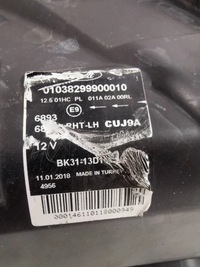 01038299900010
12.5 01HC PL 011A 02A 00RL
E9
6893
RHT-LH CUJ9A
12 V
BK31-13D1
11.01.2018 MADE IN TURKEY
4956